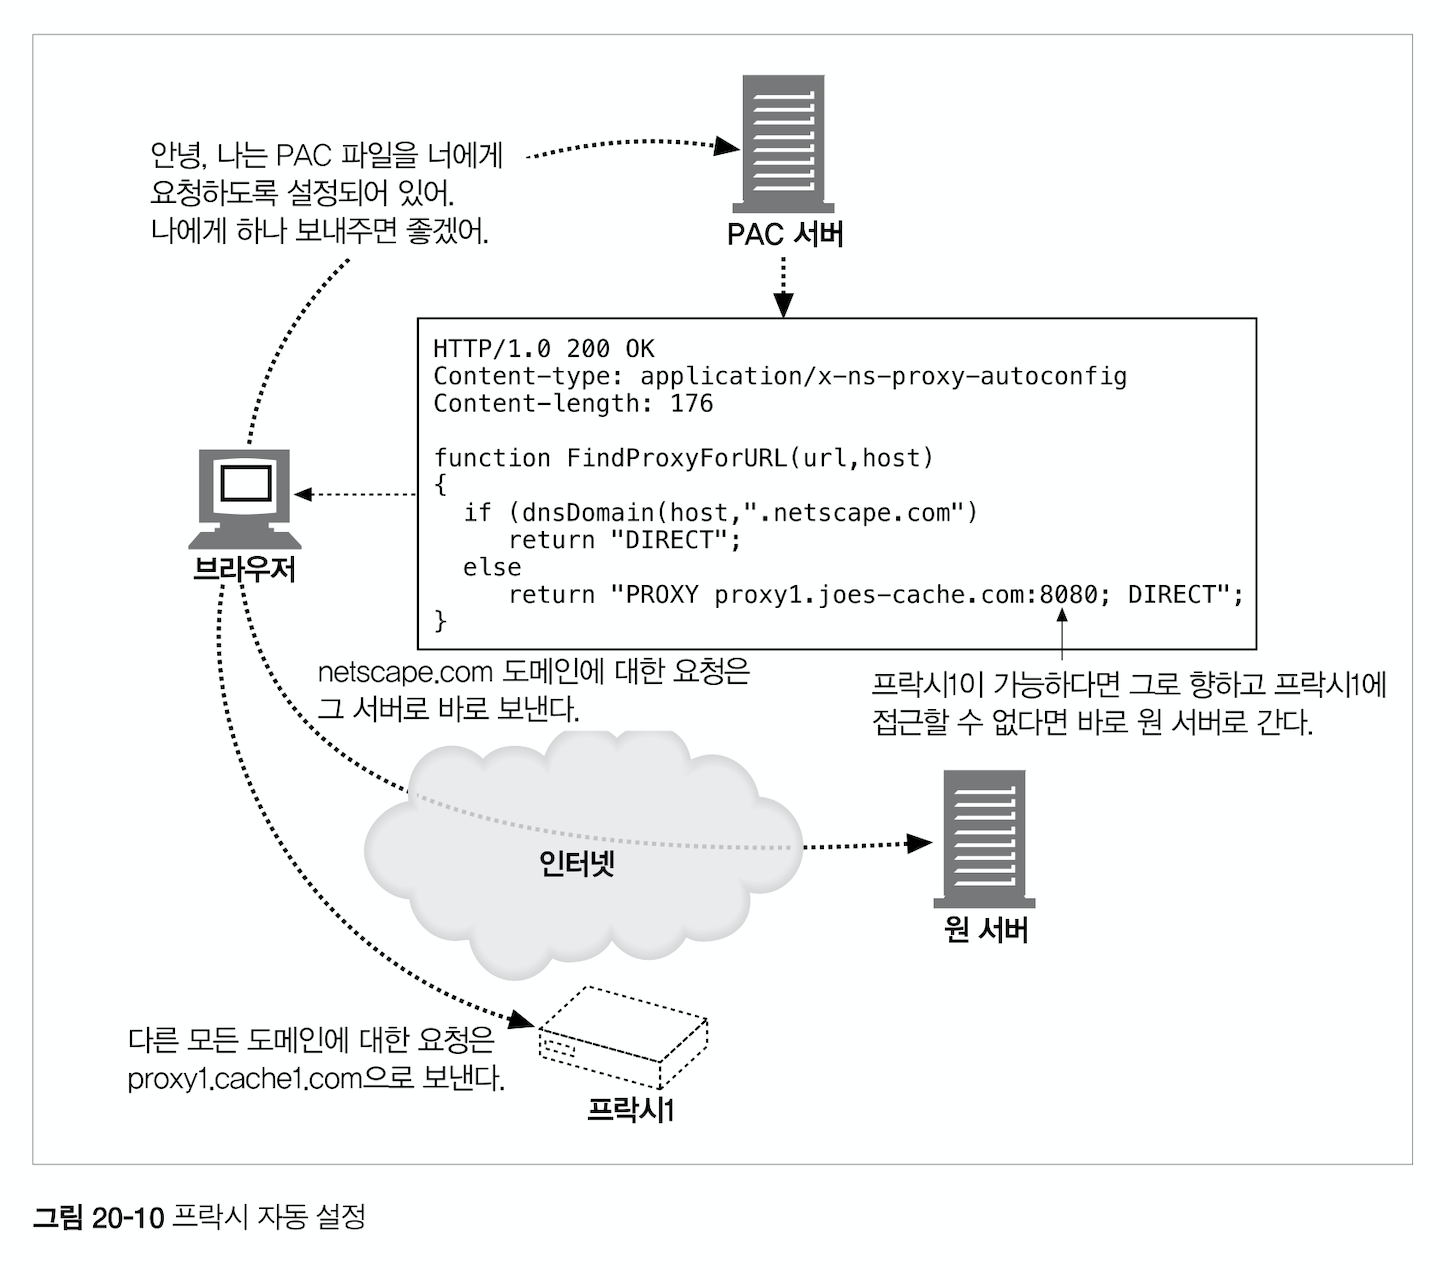 안녕, 나는 PAC 파일을 너에게
요청하도록 설정되어 있어.
나에게 하나 보내주면 좋겠어.
PAC 서버
HTTP/1.0 200 OK
Content-type: application/x-ns-proxy-autoconfig
Content-length: 176
function FindProxyForURL(url,host)
{
if (dnsDomain(host,".netscape.com")
return "DIRECT";
else
return "PROXY proxy1.joes-cache.com:8080; DIRECT";
}
브라우저
netscape.com 도메인에 대한 요청은
그 서버로 바로 보낸다.
프락시1이 가능하다면 그로 향하고 프락시1에
접근할 수 없다면 바로 원 서버로 간다.
인터넷
원 서버
다른 모든 도메인에 대한 요청은
proxy1.cache1.com으로 보낸다.
프락시1
그림 20-10 프락시 자동 설정